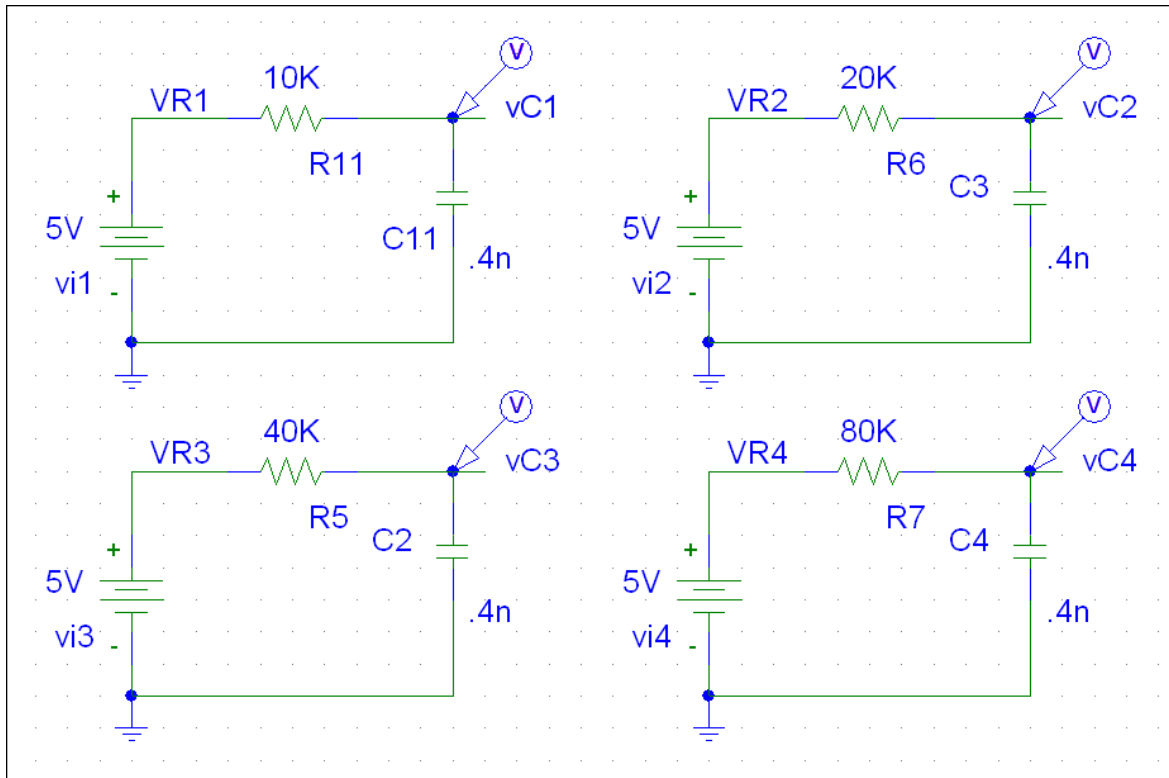 V
10K
VR1
vC1
R11
+
5V
C11
vi1
.4n
-
V
20K
VR2
vC2
R6
C3
+
5V
vi2
.4n
-
V
40K
VR3
vC3
R5
C2
+
5V
.4n
vi3
-
V
80K
VR4
vC4
R7
C4
+
5V
.4n
vi4
-